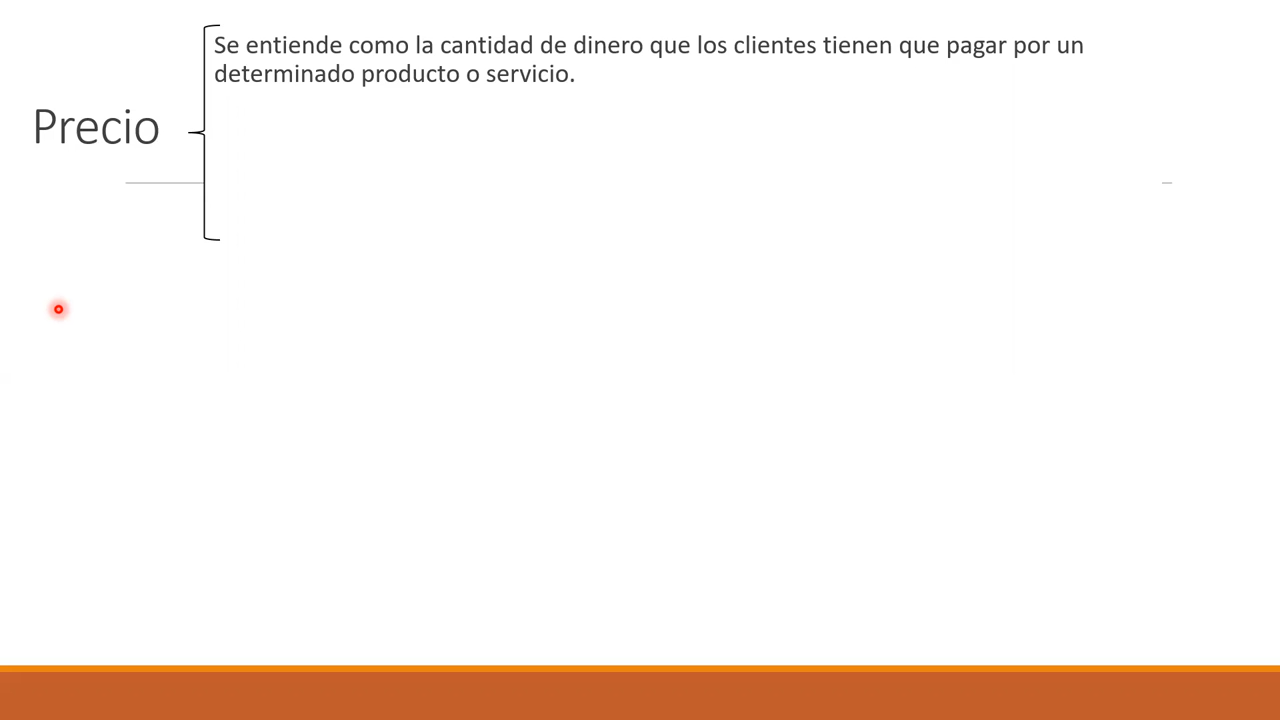 Se entiende como la cantidad de dinero que los clientes tienen que pagar por un
determinado producto o servicio.
Precio